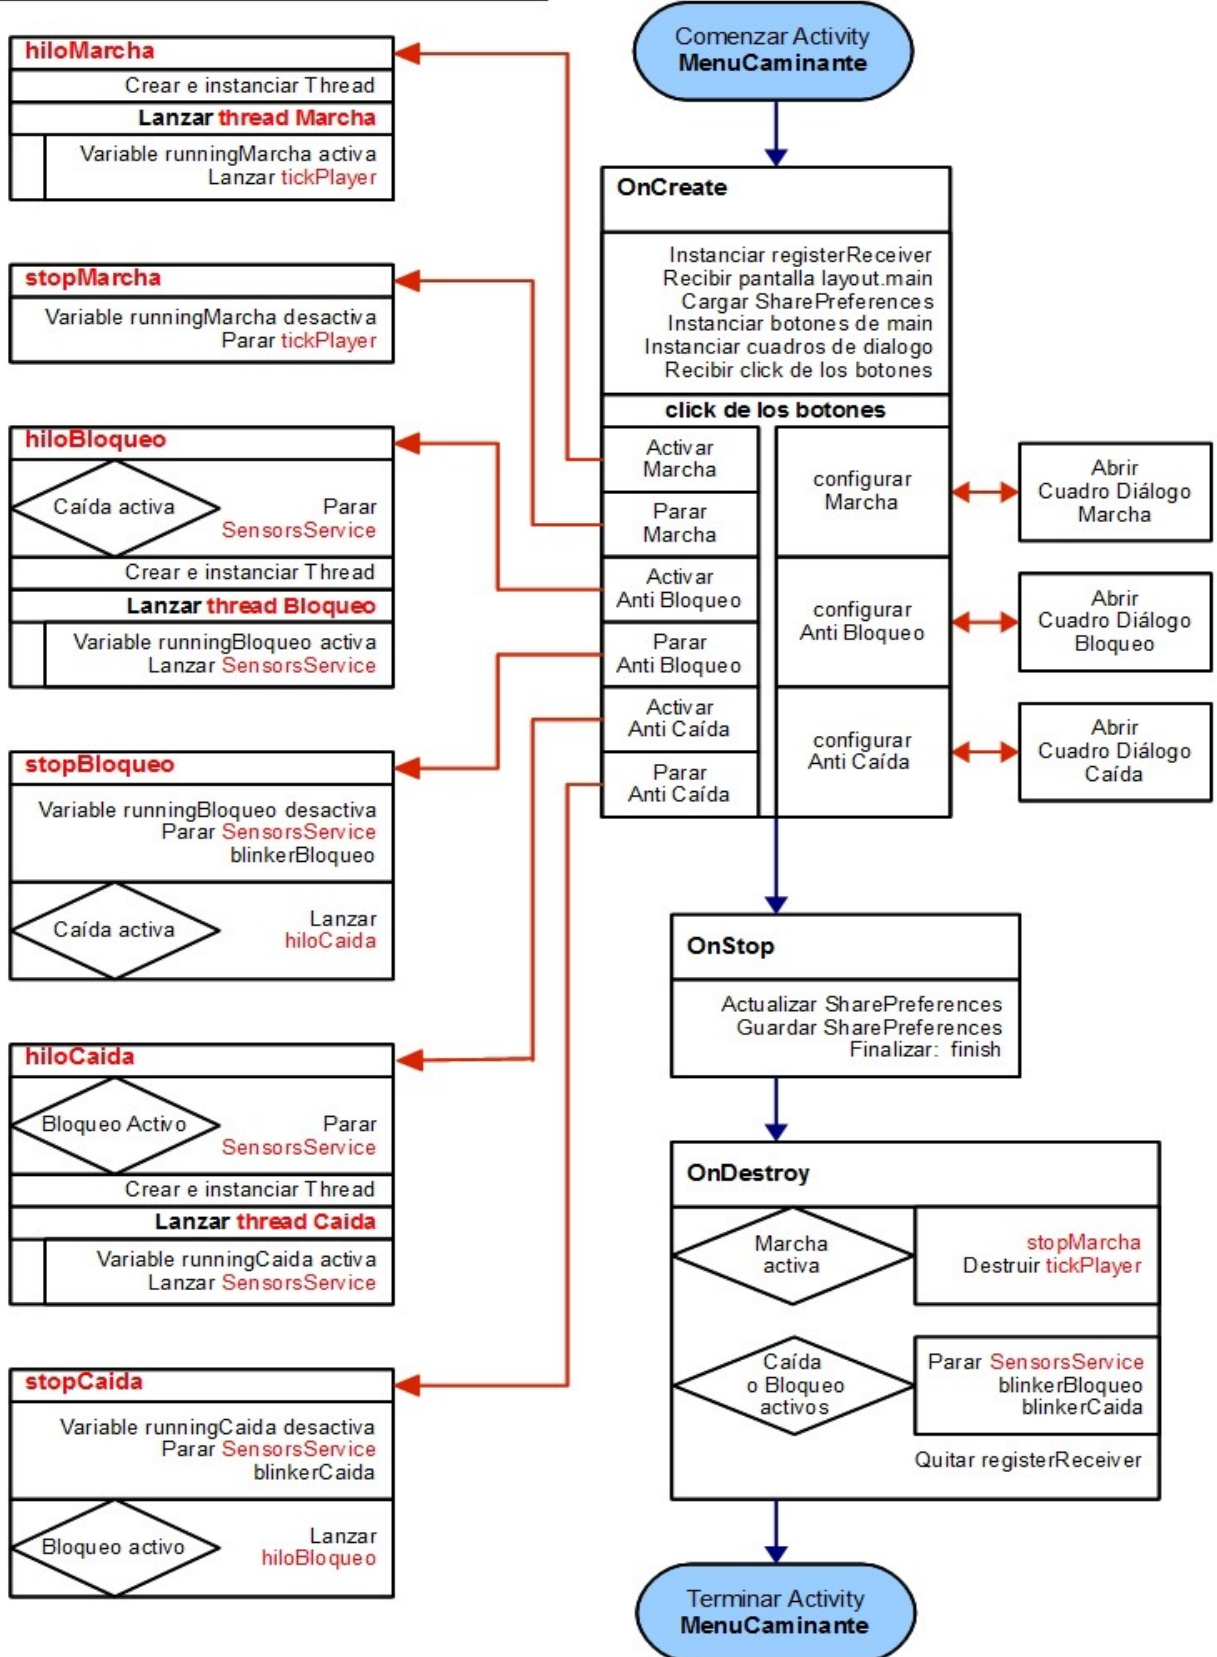 Comenzar Activity
MenuCaminante
OnCreate
Instanciar registerReceiver
Recibir pantalla layout.main
Cargar SharePreferences
Instanciar botones de main
Instanciar cuadros de dialogo
Recibir click de los botones
click de los botones
Activar
Marcha
Parar
Marcha
Activar
Anti Bloqueo
Parar
Anti Bloqueo
Activar
Anti Caída
Parar
Anti Caída
configurar
Marcha
configurar
Anti Bloqueo
configurar
Anti Caída
Abrir
Cuadro Diálogo
Marcha
Abrir
Cuadro Diálogo
Bloqueo
Abrir
Cuadro Diálogo
Caída
hiloMarcha
Crear e instanciar Thread
Lanzar thread Marcha
Variable runningMarcha activa
Lanzar tickPlayer
stopMarcha
Variable runningMarcha desactiva
Parar tickPlayer
hiloBloqueo
Caída activa
Parar
SensorsService
Crear e instanciar Thread
Lanzar thread Bloqueo
Variable runningBloqueo activa
Lanzar SensorsService
stopBloqueo
Variable runningBloqueo desactiva
Parar SensorsService
blinkerBloqueo
Caída activa
Lanzar
hiloCaida
hiloCaida
Bloqueo Activo
Parar
SensorsService
Crear e instanciar Thread
Lanzar thread Caida
Variable runningCaida activa
Lanzar SensorsService
stopCaida
Variable runningCaida desactiva
Parar SensorsService
blinkerCaida
Bloqueo activo
Lanzar
hiloBloqueo
OnStop
Actualizar SharePreferences
Guardar SharePreferences
Finalizar: finish
OnDestroy
Marcha
activa
stopMarcha
Destruir tickPlayer
Caída
o Bloqueo
activos
Parar SensorsService
blinkerBloqueo
blinkerCaida
Quitar registerReceiver
Terminar Activity
MenuCaminante